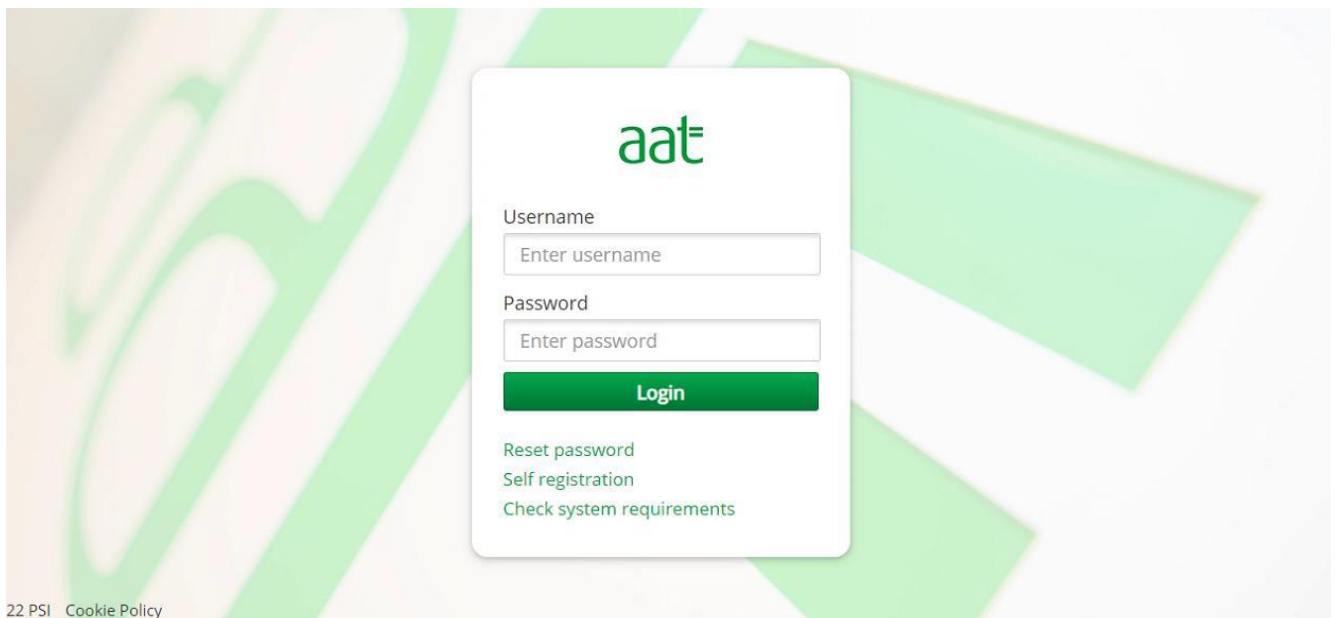 aat
Username
Enter username
Password
Enter password
Login
Reset password
Self registration
Check system requirements
22 PSI Cookie Policy